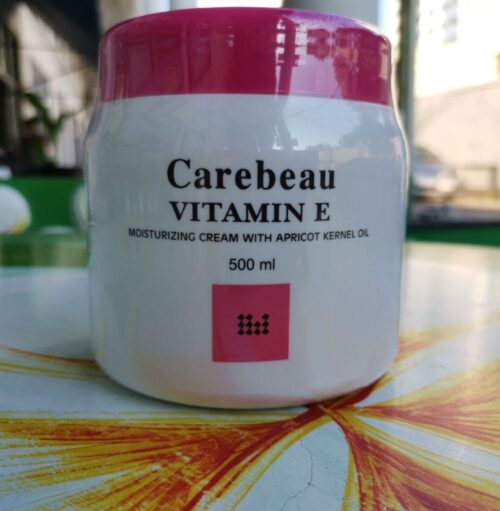 Carebeau
VITAMIN E
MOISTURIZING CREAM WITH APRICOT KERNEL OIL
500 ml